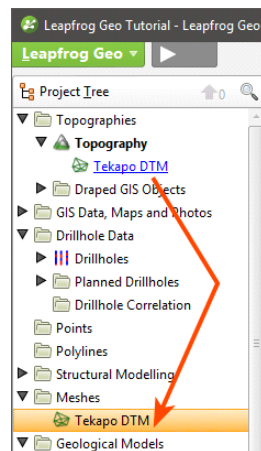 Leapfrog Geo Tutorial - Leapfrog Geo
Leapfrog Geo
Project Tree
0
Topographies
Topography
Tekapo DTM
Draped GIS Objects
GIS Data, Maps and Photos
Drillhole Data
Drillholes
Planned Drillholes
Drillhole Correlation
Points
Polylines
Structural Modelling
Meshes
Tekapo DTM
Geological Models